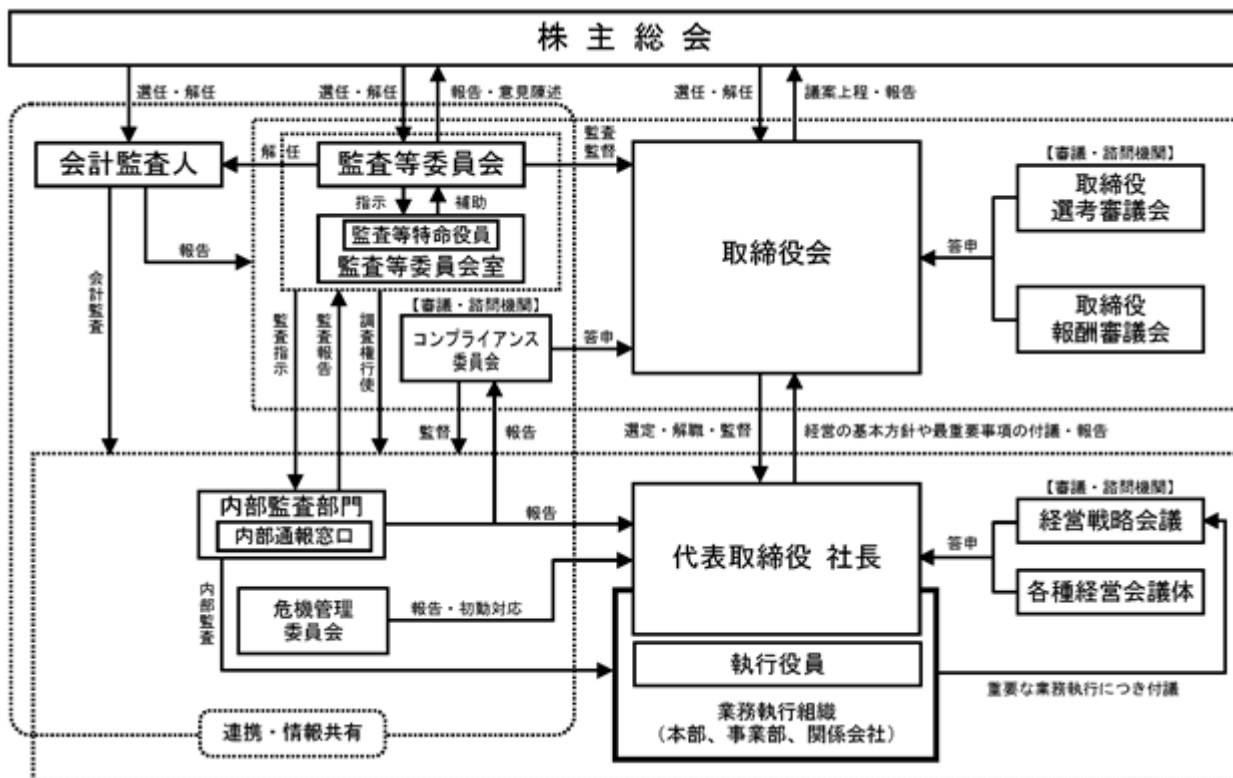 株主総会
選任・解任
選任・解任
報告・意見陳述
選任・解任
議案上程・報告
会計監査人
解任
監査等委員会
監査
監督
取締役会
【審議・諮問機関】
取締役
選考審議会
指示
補助
監査等特命役員
監査等委員会室
報告
答申
会計監査
監査指示
監査報告
調査権行使
【審議・諮問機関】
コンプライアンス
委員会
答申
取締役
報酬審議会
監督
報告
選定・解職・監督
経営の基本方針や最重要事項の付議・報告
内部監査部門
内部通報窓口
報告
代表取締役 社長
【審議・諮問機関】
経営戦略会議
答申
各種経営会議体
内部監査
危機管理
委員会
報告・初動対応
執行役員
重要な業務執行につき付議
業務執行組織
(本部、事業部、関係会社)
連携・情報共有